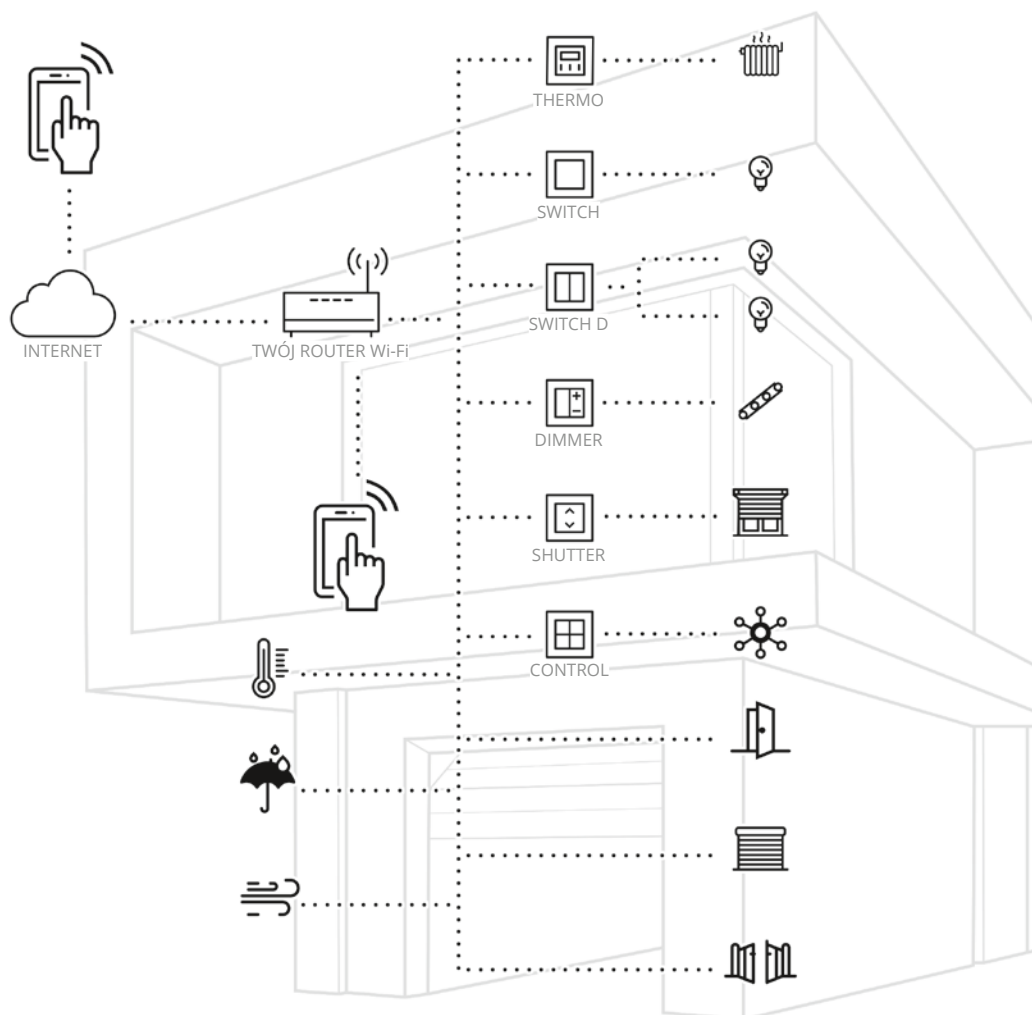 THERMO
SWITCH
SWITCH D
INTERNET
TWÓJ ROUTER Wi-Fi
DIMMER
SHUTTER
CONTROL